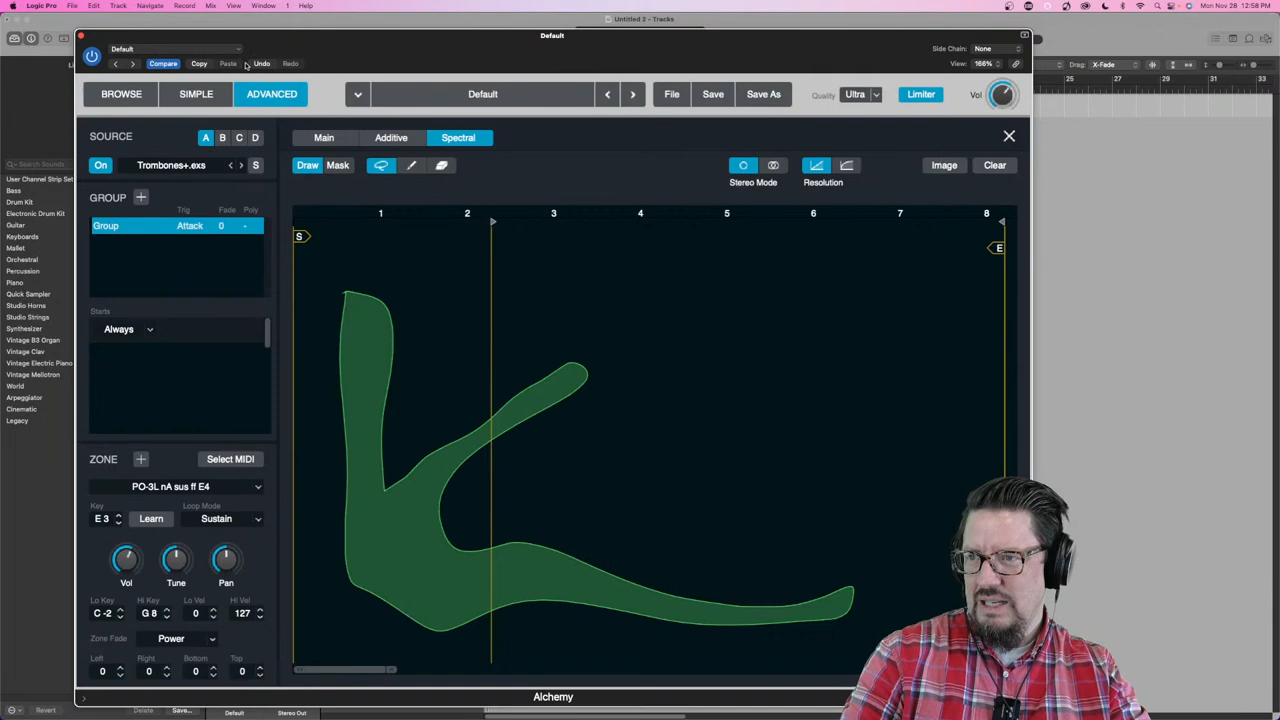 Logic Pro File Edit Track Navigate Record Mix View Window 1 Help Mon Nov 28 12:58 PM
Untitled 2 - Tracks
Default
Default
Side Chain: None
Compare Copy Paste Undo Redo
View: 166%
BROWSE SIMPLE ADVANCED Default File Save Save As Quality Ultra Limiter Vol
Drag: X-Fade
25 27 29 31 33
SOURCE A B C D
Main Additive Spectral
On Trombones+.exs S
Draw Mask
Stereo Mode
Resolution
Image Clear
GROUP
Trig Fade Poly
Group Attack 0 -
1 2 3 4 5 6 7 8
S
E
Starts
Always
ZONE Select MIDI
PO-3L nA sus ff E4
Key Loop Mode
E 3 Learn Sustain
Vol Tune Pan
Lo Key Hi Key Lo Vel Hi Vel
C -2 G 8 0 127
Zone Fade Power
Left Right Bottom Top
0 0 0 0
Alchemy
Search Sounds
User Channel Strip Set
Bass
Drum Kit
Electronic Drum Kit
Guitar
Keyboards
Mallet
Orchestral
Percussion
Piano
Quick Sampler
Studio Horns
Studio Strings
Synthesizer
Vintage B3 Organ
Vintage Clav
Vintage Electric Piano
Vintage Mellotron
World
Arpeggiator
Cinematic
Legacy
Revert Delete Save... Default Stereo Out